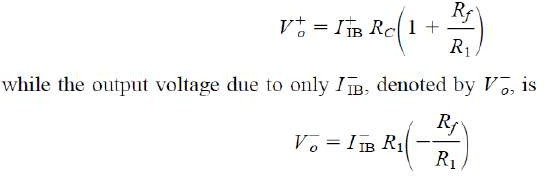 V_o^+ = I_IB^+ R_C(1 + R_f/R_1)
while the output voltage due to only I_IB^-, denoted by V_o^-, is
V_o^- = I_IB^- R_1(-R_f/R_1)